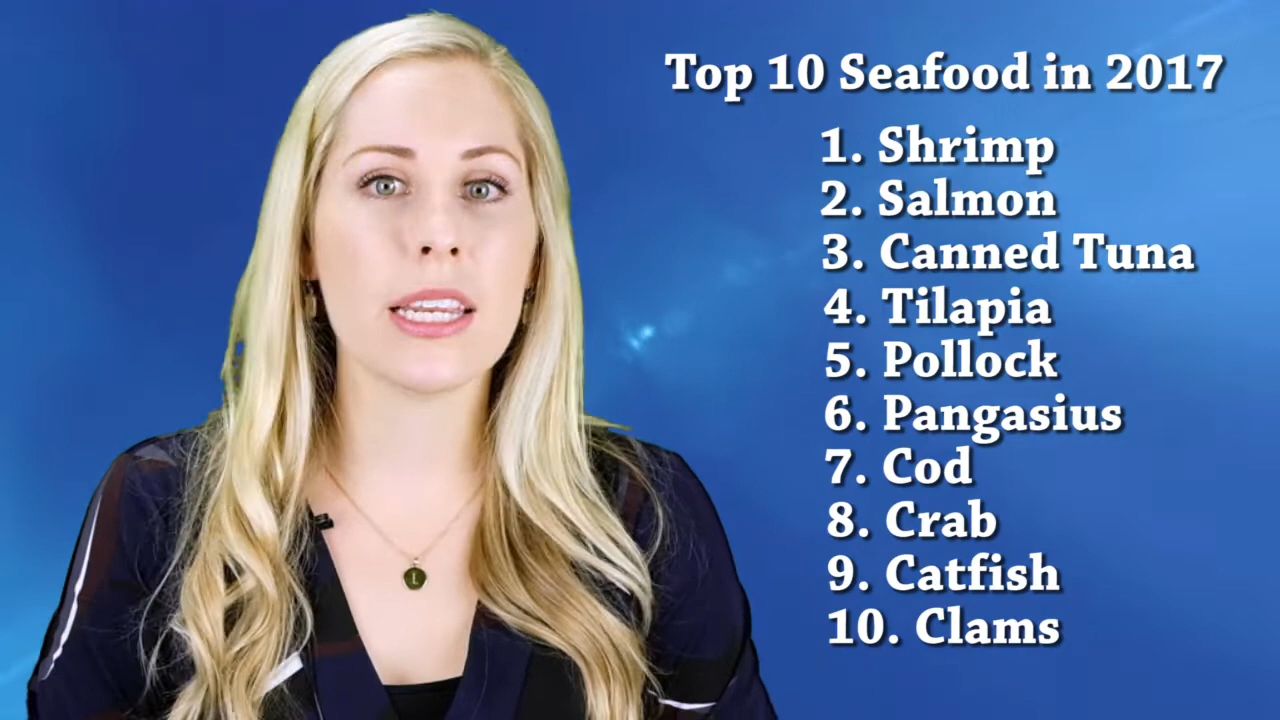 Top 10 Seafood in 2017
1. Shrimp
2. Salmon
3. Canned Tuna
4. Tilapia
5. Pollock
6. Pangasius
7. Cod
8. Crab
9. Catfish
10. Clams
L